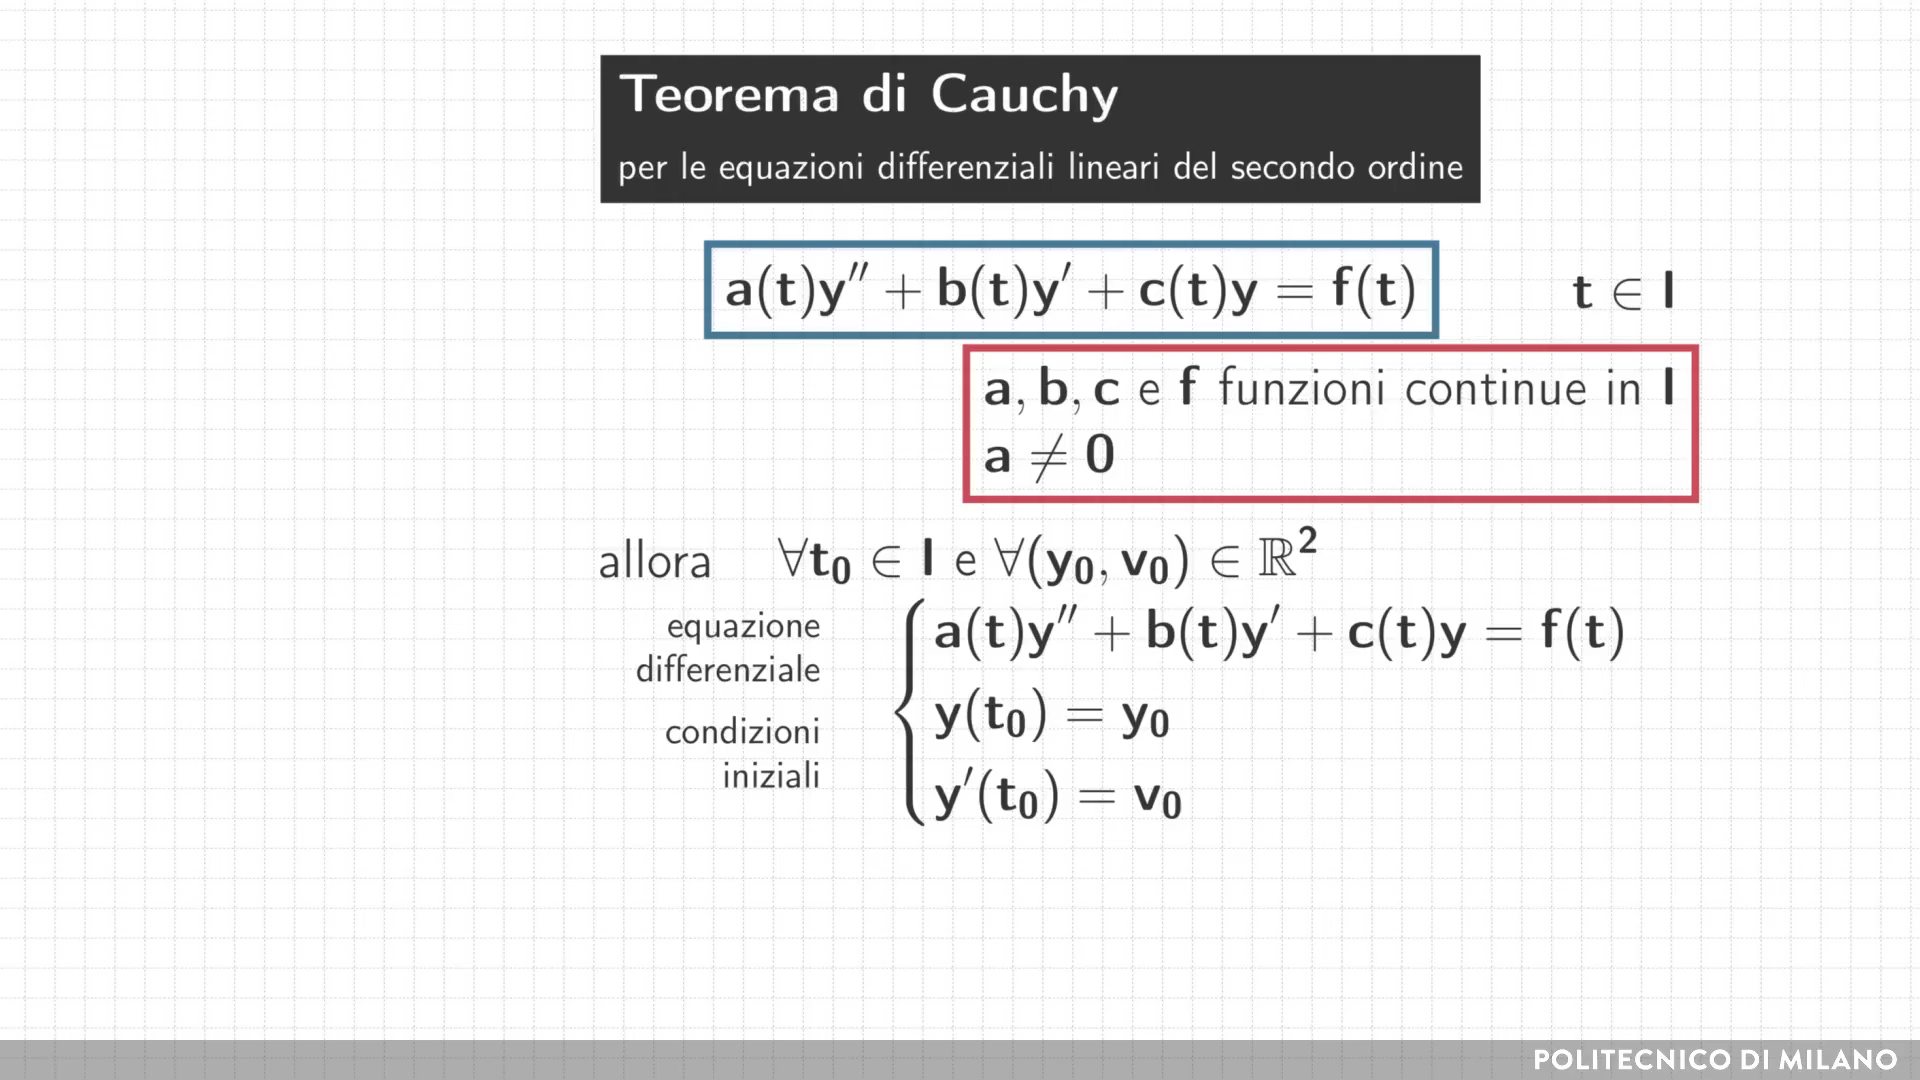 Teorema di Cauchy
per le equazioni differenziali lineari del secondo ordine
a(t)y″ + b(t)y′ + c(t)y = f(t) t ∈ I
a, b, c e f funzioni continue in I
a ≠ 0
allora ∀t₀ ∈ I e ∀(y₀, v₀) ∈ ℝ²
equazione
differenziale
a(t)y″ + b(t)y′ + c(t)y = f(t)
condizioni
iniziali
y(t₀) = y₀
y′(t₀) = v₀
POLITECNICO DI MILANO